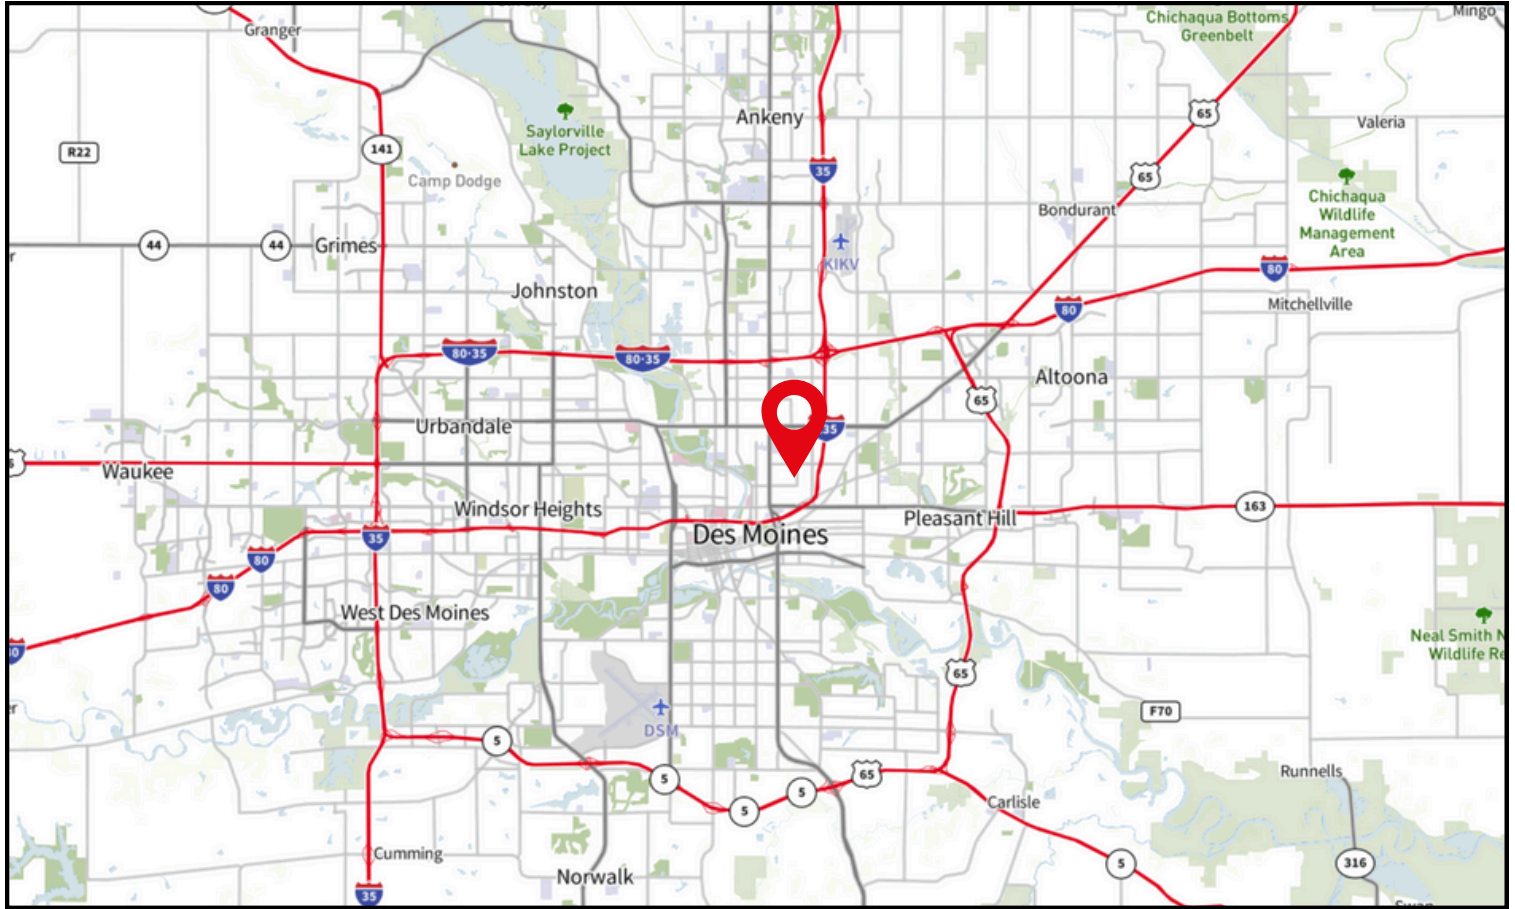 Granger
Chichaqua Bottoms
Greenbelt
Mingo
65
Ankeny
Valeria
Saylorville
Lake Project
141
R22
35
65
Camp Dodge
Chichaqua
Wildlife
Management
Area
Bondurant
44
44
Grimes
KIKV
80
Johnston
80
Mitchellville
80-35
80-35
Altoona
65
Urbandale
35
Waukee
Windsor Heights
163
Pleasant Hill
Des Moines
35
80
80
West Des Moines
Neal Smith N
Wildlife Re
65
F70
DSM
5
5
65
5
5
Runnells
Carlisle
Cumming
5
316
Norwalk
35